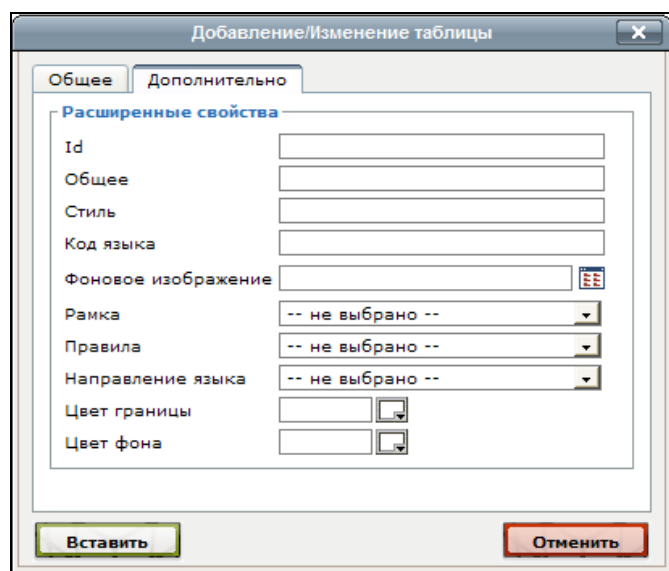 Добавление/Изменение таблицы
Общее Дополнительно
Расширенные свойства
Id
Общее
Стиль
Код языка
Фоновое изображение
Рамка -- не выбрано --
Правила -- не выбрано --
Направление языка -- не выбрано --
Цвет границы
Цвет фона
Вставить Отменить